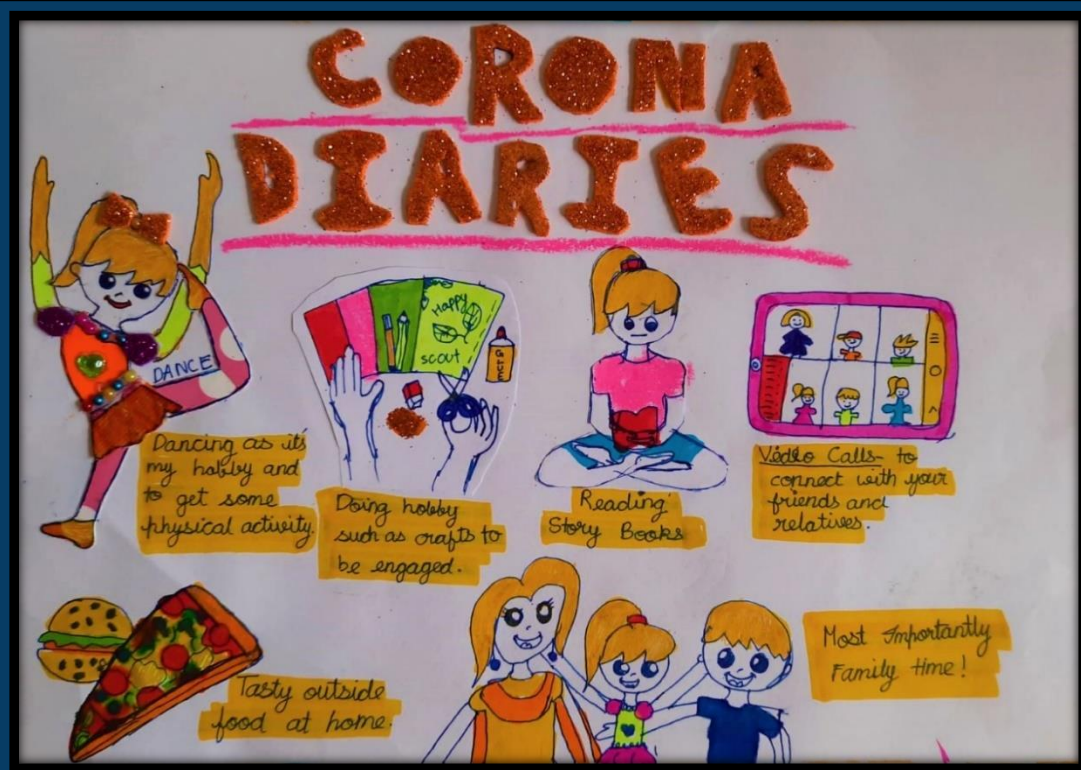 CORONA
DIARIES
DANCE
Dancing as its
my hobby and
to get some
physical activity.
Happy
scout
Doing hobby
such as crafts to
be engaged.
Reading
Story Books
Video Calls- to
connect with your
friends and
relatives.
Tasty outside
food at home.
Most Importantly
Family time!